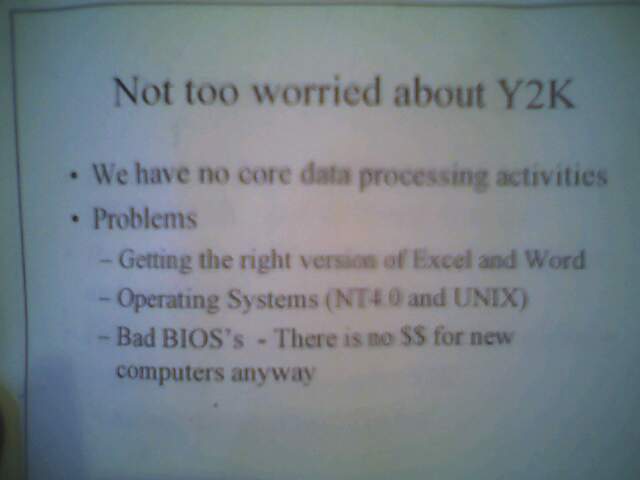 Not too worried about Y2K
• We have no core data processing activities
• Problems
– Getting the right version of Excel and Word
– Operating Systems (NT4.0 and UNIX)
– Bad BIOS's - There is no $$ for new
computers anyway